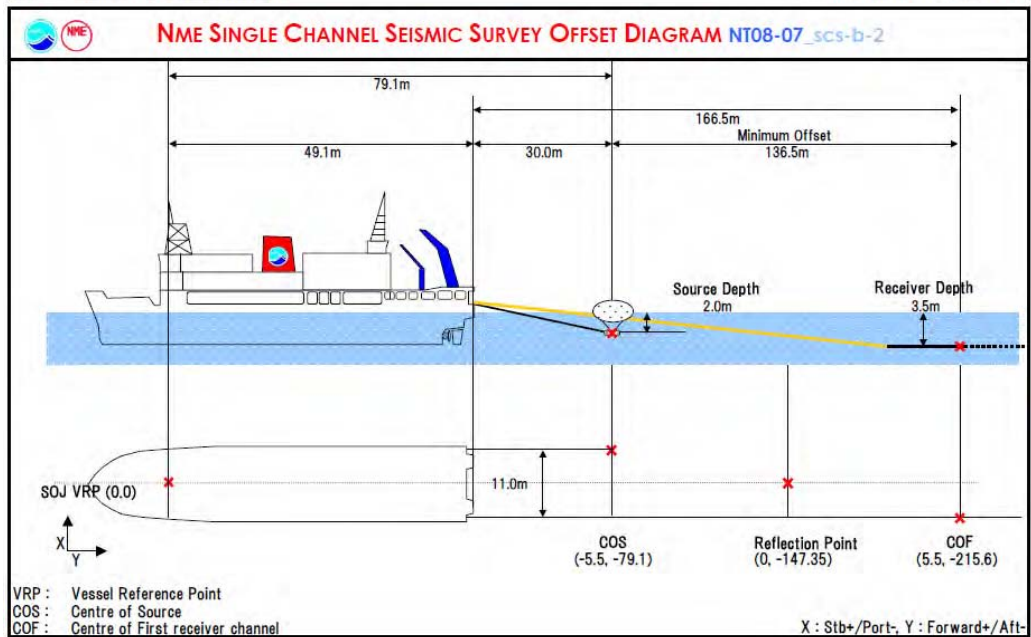 NME
NME SINGLE CHANNEL SEISMIC SURVEY OFFSET DIAGRAM NT08-07_scs-b-2
79.1m
166.5m
Minimum Offset
49.1m
30.0m
136.5m
Source Depth
2.0m
Receiver Depth
3.5m
11.0m
SOJ VRP (0.0)
X
Y
COS
(-5.5, -79.1)
Reflection Point
(0, -147.35)
COF
(5.5, -215.6)
VRP : Vessel Reference Point
COS : Centre of Source
COF : Centre of First receiver channel
X : Stb+/Port-, Y : Forward+/Aft-